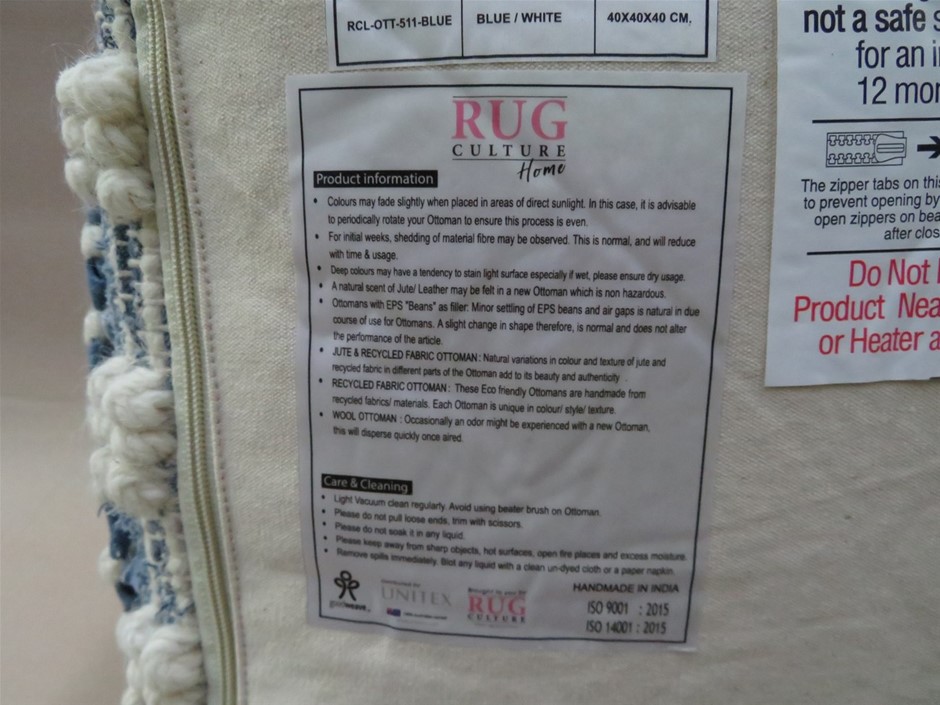 RCL-OTT-511-BLUE BLUE / WHITE 40X40X40 CM,
RUG
CULTURE
Home
Product information
• Colours may fade slightly when placed in areas of direct sunlight. In this case, it is advisable
to periodically rotate your Ottoman to ensure this process is even.
• For initial weeks, shedding of material fibre may be observed. This is normal, and will reduce
with time & usage.
• Deep colours may have a tendency to stain light surface especially if wet, please ensure dry usage.
• A natural scent of Jute/ Leather may be felt in a new Ottoman which is non hazardous.
• Ottomans with EPS "Beans" as filler: Minor settling of EPS beans and air gaps is natural in due
course of use for Ottomans. A slight change in shape therefore, is normal and does not alter
the performance of the article.
• JUTE & RECYCLED FABRIC OTTOMAN: Natural variations in colour and texture of jute and
recycled fabric in different parts of the Ottoman add to its beauty and authenticity .
• RECYCLED FABRIC OTTOMAN: These Eco friendly Ottomans are handmade from
recycled fabrics/ materials. Each Ottoman is unique in colour/ style/ texture.
• WOOL OTTOMAN : Occasionally an odor might be experienced with a new Ottoman,
this will disperse quickly once aired.
Care & Cleaning
• Light Vacuum clean regularly. Avoid using beater brush on Ottoman.
• Please do not pull loose ends, trim with scissors.
• Please do not soak it in any liquid.
• Please keep away from sharp objects, hot surfaces, open fire places and excess moisture.
• Remove spills immediately. Blot any liquid with a clean un-dyed cloth or a paper napkin.
goodweave
UNITEX
Brought to you by
RUG
CULTURE
HANDMADE IN INDIA
ISO 9001 : 2015
ISO 14001 : 2015
not a safe
for an
12
The zipper tabs on this
to prevent opening by
open zippers on
after
Do Not
Product
or Heater